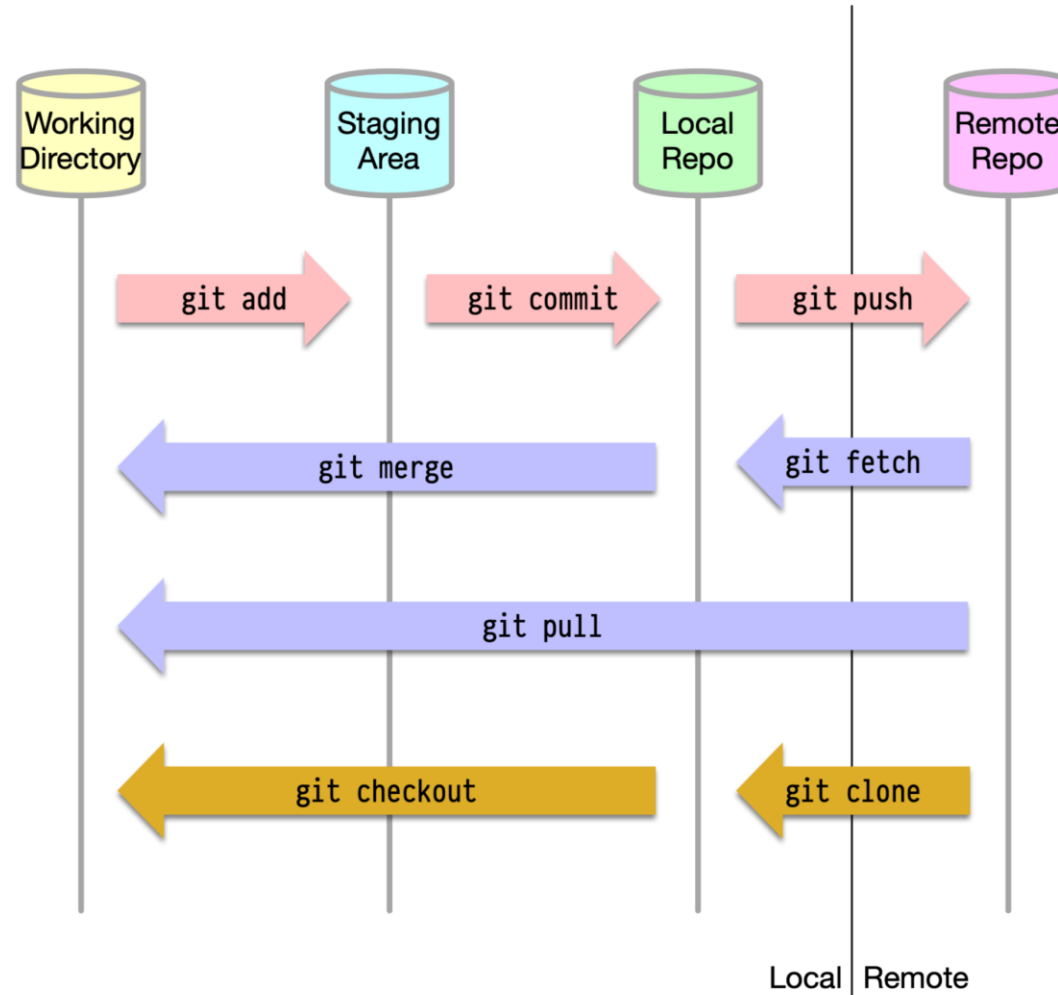 Working
Directory
Staging
Area
Local
Repo
Remote
Repo
git add
git commit
git push
git merge
git fetch
git pull
git checkout
git clone
Local
Remote